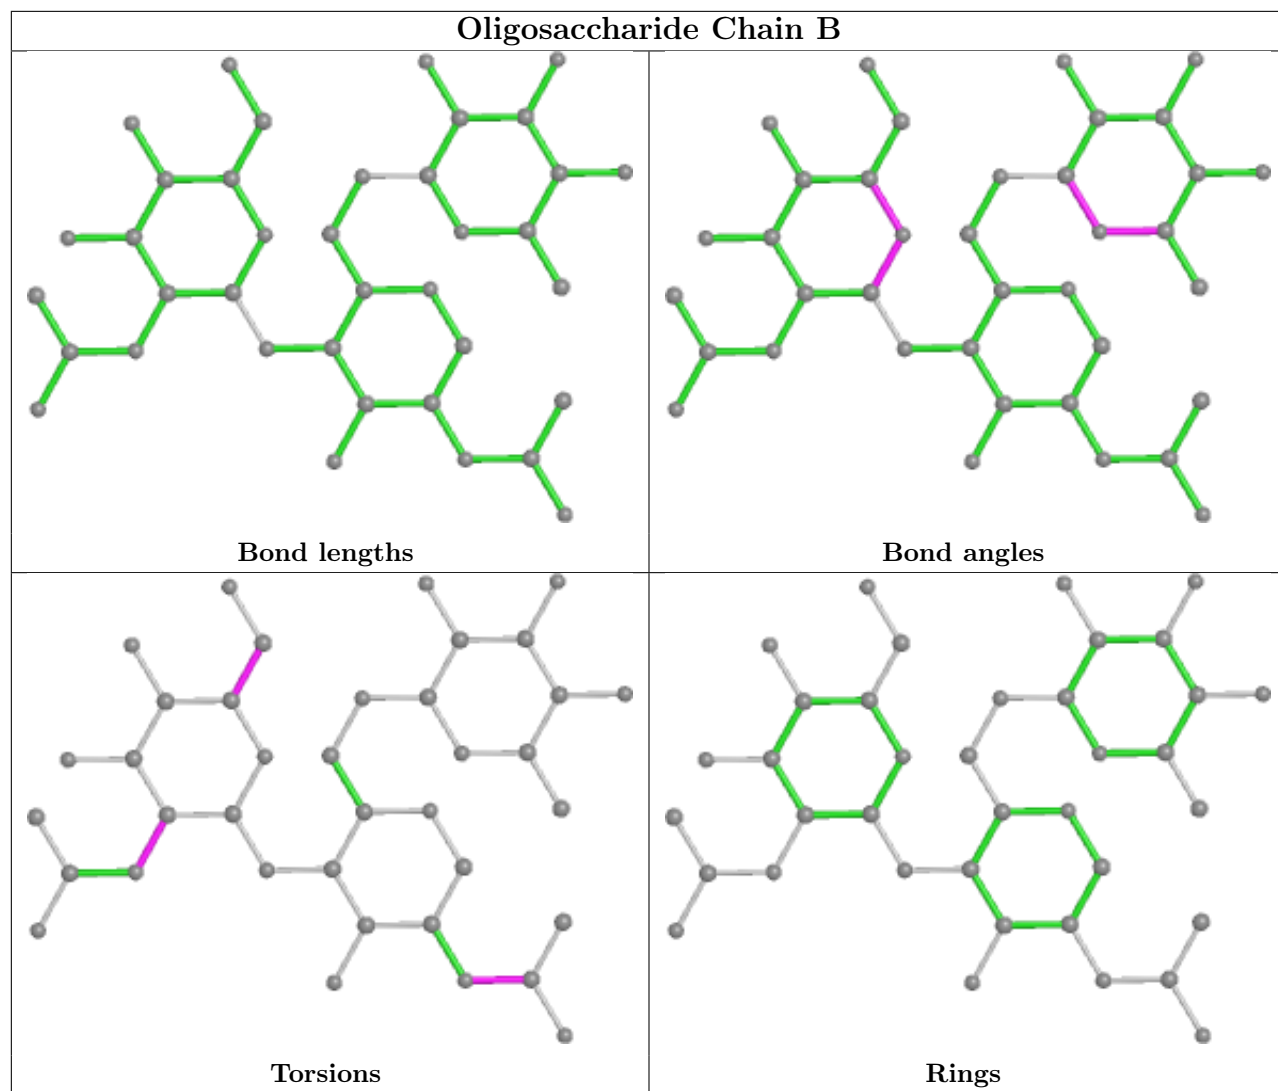 Oligosaccharide Chain B
Bond lengths
Bond angles
Torsions
Rings